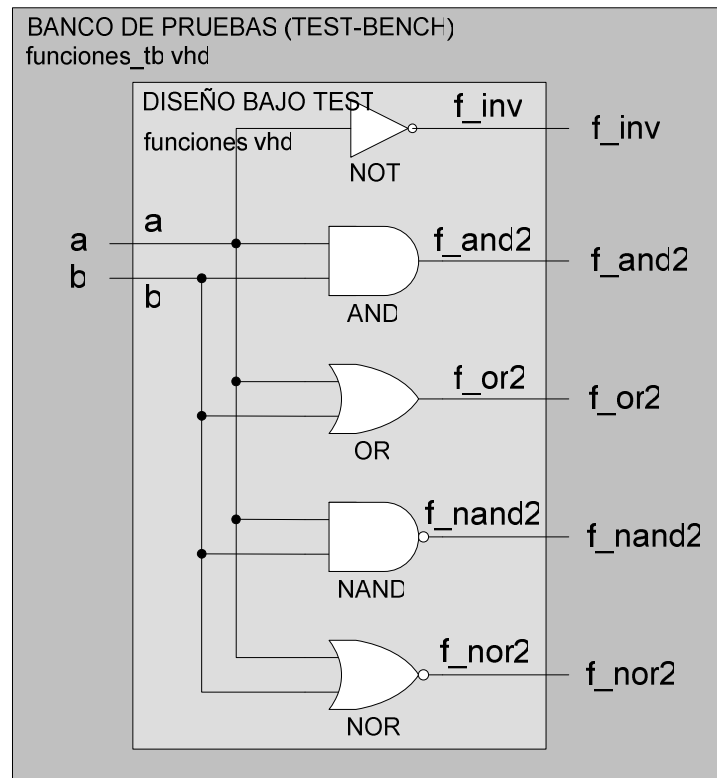 BANCO DE PRUEBAS (TEST-BENCH)
funciones_tb vhd
DISEÑO BAJO TEST
funciones vhd
f_inv
f_inv
NOT
a
a
f_and2
f_and2
b
b
AND
f_or2
f_or2
OR
f_nand2
f_nand2
NAND
f_nor2
f_nor2
NOR